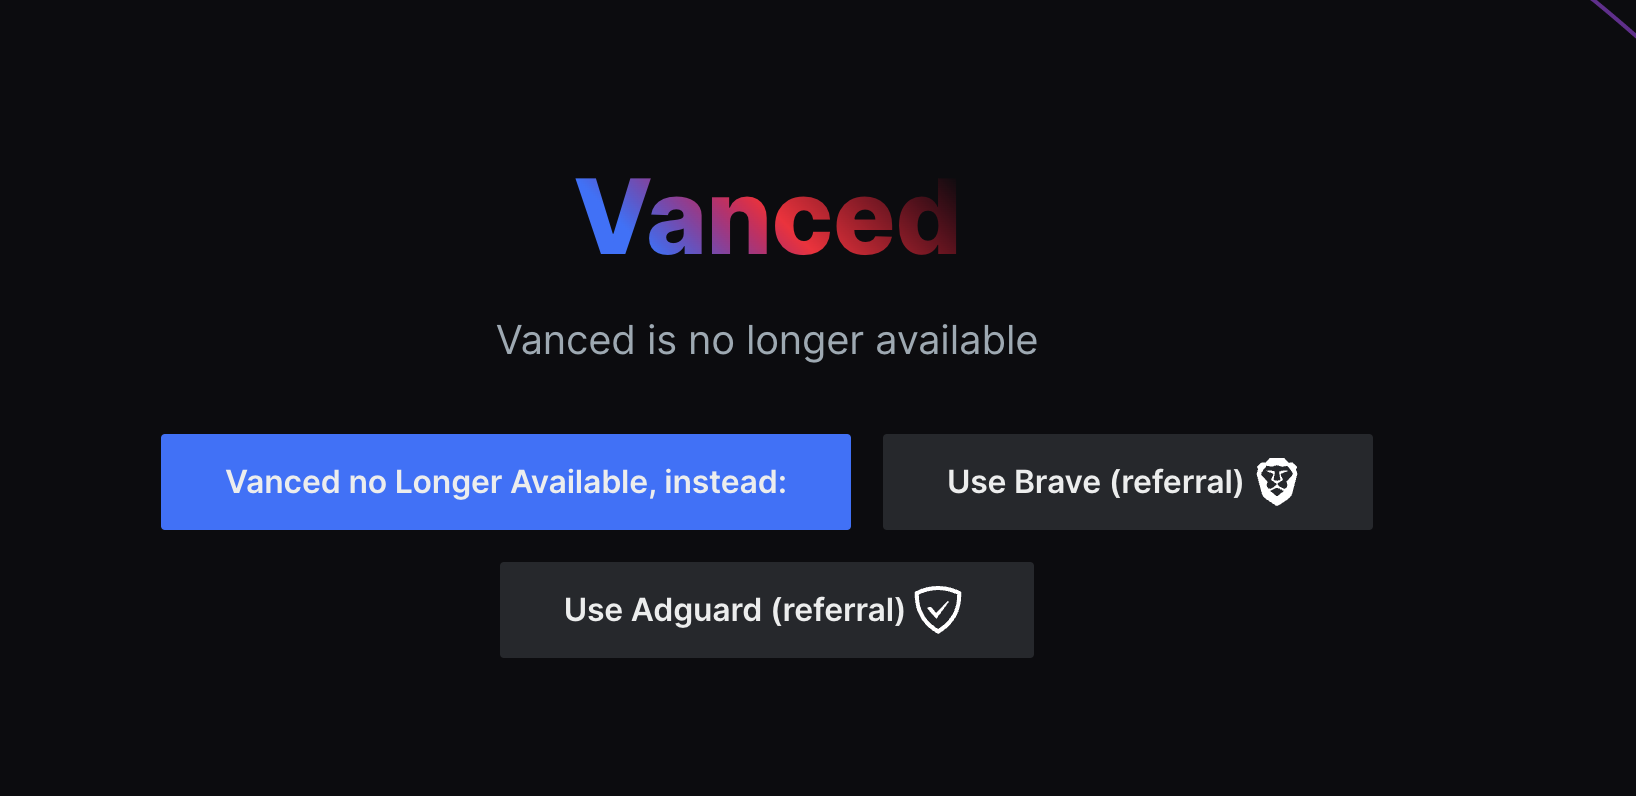 Vanced
Vanced is no longer available
Vanced no Longer Available, instead:
Use Brave (referral)
Use Adguard (referral)